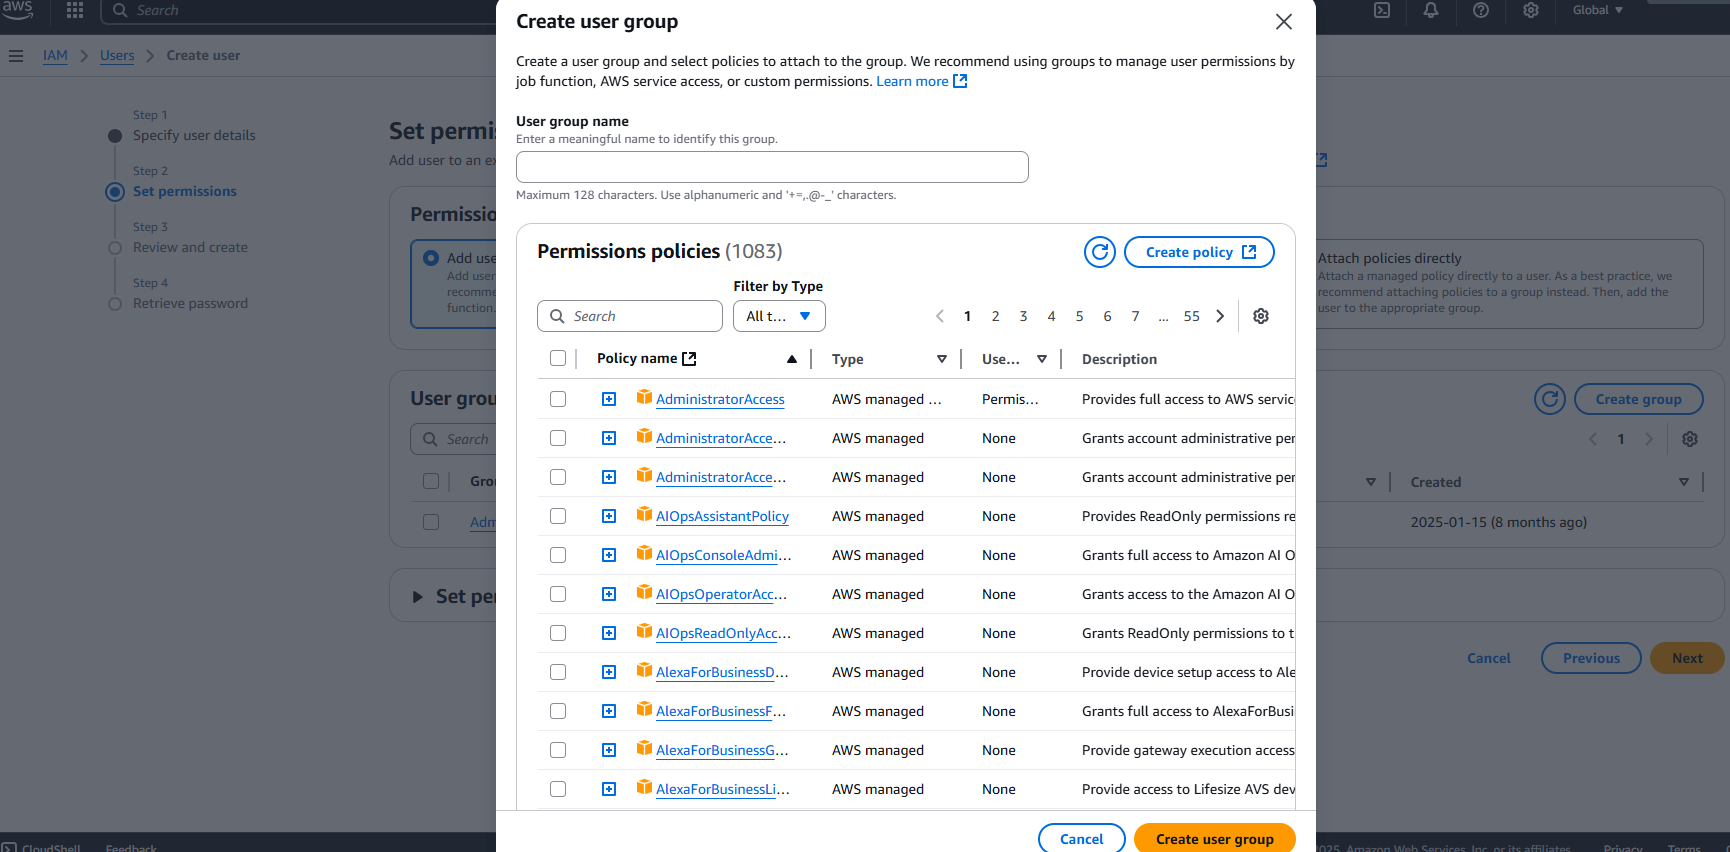 aws
Search
Global
IAM
Users
Create user
Step 1
Specify user details
Step 2
Set permissions
Step 3
Review and create
Step 4
Retrieve password
Set permi
Add user to an ex
Permissio
Add use
Add user
recomme
function.
Attach policies directly
Attach a managed policy directly to a user. As a best practice, we
recommend attaching policies to a group instead. Then, add the
user to the appropriate group.
User grou
Create group
Search
1
Grou
Created
Adm
2025-01-15 (8 months ago)
Set per
Cancel
Previous
Next
Create user group
Create a user group and select policies to attach to the group. We recommend using groups to manage user permissions by
job function, AWS service access, or custom permissions. Learn more
User group name
Enter a meaningful name to identify this group.
Maximum 128 characters. Use alphanumeric and '+=,.@-_' characters.
Permissions policies (1083)
Create policy
Filter by Type
Search
All t...
1 2 3 4 5 6 7 ... 55
Policy name Type Use... Description
AdministratorAccess AWS managed ... Permis... Provides full access to AWS servic
AdministratorAcce... AWS managed None Grants account administrative per
AdministratorAcce... AWS managed None Grants account administrative per
AIOpsAssistantPolicy AWS managed None Provides ReadOnly permissions re
AIOpsConsoleAdmi... AWS managed None Grants full access to Amazon AI O
AIOpsOperatorAcc... AWS managed None Grants access to the Amazon AI O
AIOpsReadOnlyAcc... AWS managed None Grants ReadOnly permissions to t
AlexaForBusinessD... AWS managed None Provide device setup access to Ale
AlexaForBusinessF... AWS managed None Grants full access to AlexaForBusi
AlexaForBusinessG... AWS managed None Provide gateway execution access
AlexaForBusinessLi... AWS managed None Provide access to Lifesize AVS dev
Cancel
Create user group
CloudShell
Feedback
2025, Amazon Web Services, Inc. or its affiliates.
Privacy
Terms